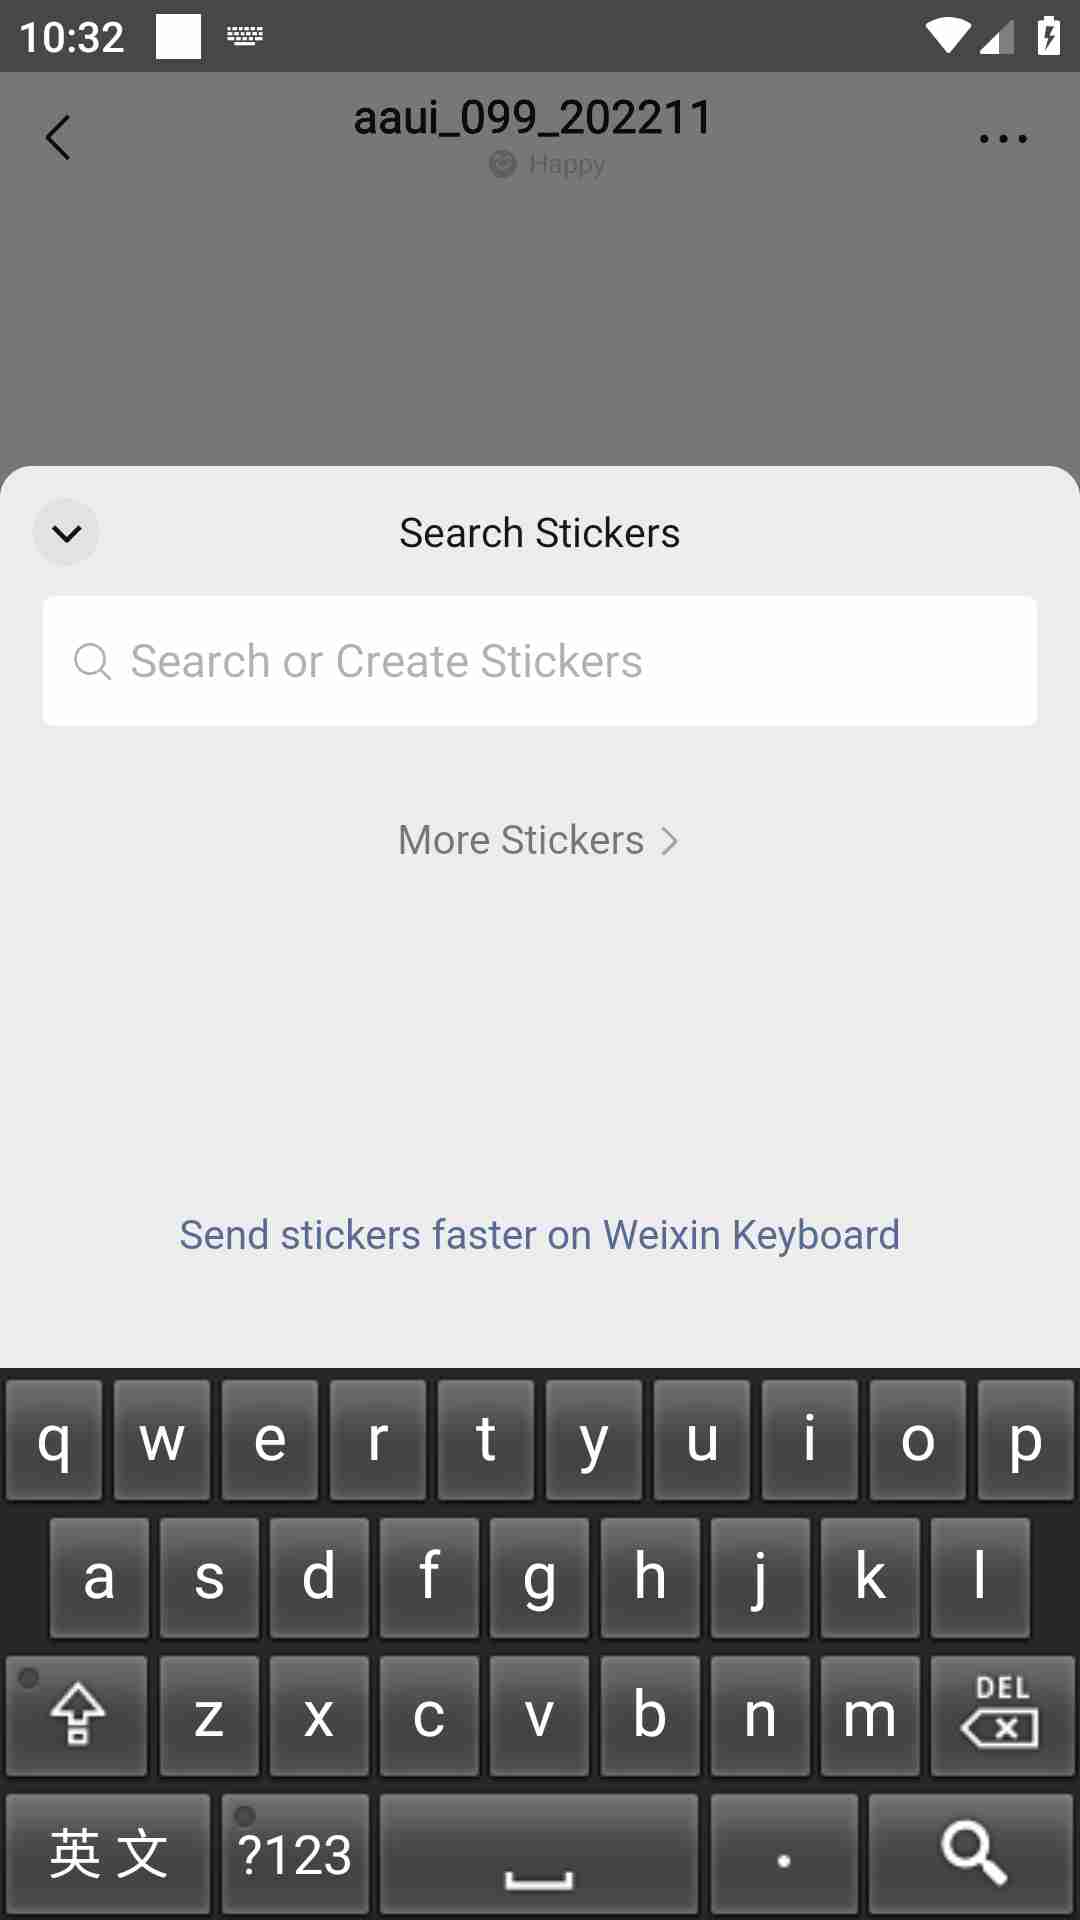 10:32
aaui_099_202211
Happy
Search Stickers
Search or Create Stickers
More Stickers
Send stickers faster on Weixin Keyboard
q w e r t y u i o p
a s d f g h j k l
z x c v b n m DEL
英文 ?123 .